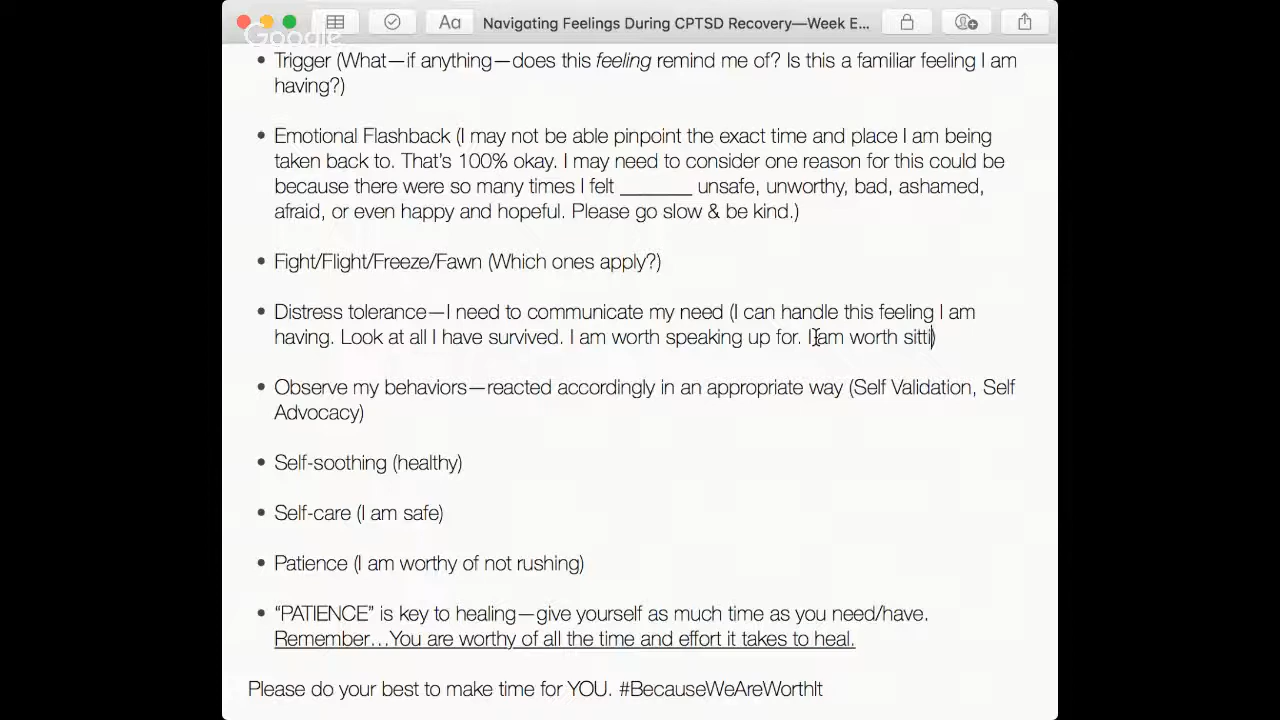 Aa Navigating Feelings During CPTSD Recovery—Week E...
Google
• Trigger (What—if anything—does this feeling remind me of? Is this a familiar feeling I am
having?)
• Emotional Flashback (I may not be able pinpoint the exact time and place I am being
taken back to. That's 100% okay. I may need to consider one reason for this could be
because there were so many times I felt _______ unsafe, unworthy, bad, ashamed,
afraid, or even happy and hopeful. Please go slow & be kind.)
• Fight/Flight/Freeze/Fawn (Which ones apply?)
• Distress tolerance—I need to communicate my need (I can handle this feeling I am
having. Look at all I have survived. I am worth speaking up for. I am worth sitti)
• Observe my behaviors—reacted accordingly in an appropriate way (Self Validation, Self
Advocacy)
• Self-soothing (healthy)
• Self-care (I am safe)
• Patience (I am worthy of not rushing)
• “PATIENCE” is key to healing—give yourself as much time as you need/have.
Remember...You are worthy of all the time and effort it takes to heal.
Please do your best to make time for YOU. #BecauseWeAreWorthIt